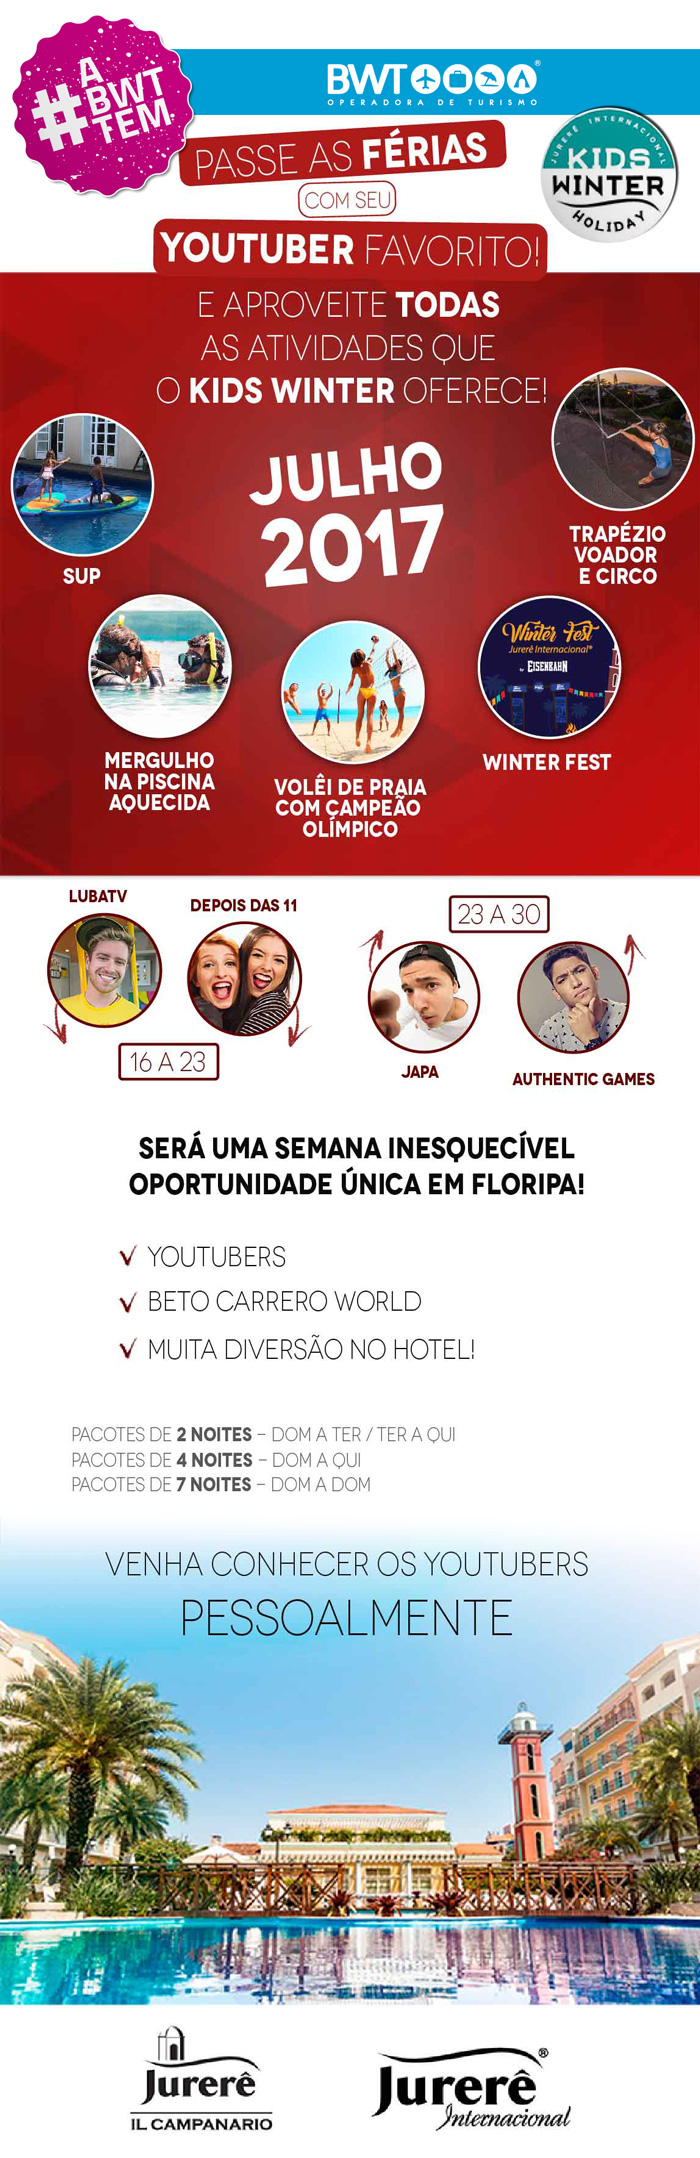 #A
BWT
TEM
BWT
®
OPERADORA DE TURISMO
JURERÊ INTERNACIONAL
KIDS
WINTER
HOLIDAY
PASSE AS FÉRIAS
COM SEU
YOUTUBER FAVORITO!
E APROVEITE TODAS
AS ATIVIDADES QUE
O KIDS WINTER OFERECE!
JULHO
2017
SUP
TRAPÉZIO
VOADOR
E CIRCO
Winter Fest
Jurerê Internacional®
by EISENBAHN
MERGULHO
NA PISCINA
AQUECIDA
VOLÊI DE PRAIA
COM CAMPEÃO
OLÍMPICO
WINTER FEST
LUBATV
DEPOIS DAS 11
16 A 23
23 A 30
JAPA
AUTHENTIC GAMES
SERÁ UMA SEMANA INESQUECÍVEL
OPORTUNIDADE ÚNICA EM FLORIPA!
YOUTUBERS
BETO CARRERO WORLD
MUITA DIVERSÃO NO HOTEL!
PACOTES DE 2 NOITES – DOM A TER / TER A QUI
PACOTES DE 4 NOITES – DOM A QUI
PACOTES DE 7 NOITES – DOM A DOM
VENHA CONHECER OS YOUTUBERS
PESSOALMENTE
Jurerê
IL CAMPANARIO
Jurerê®
Internacional